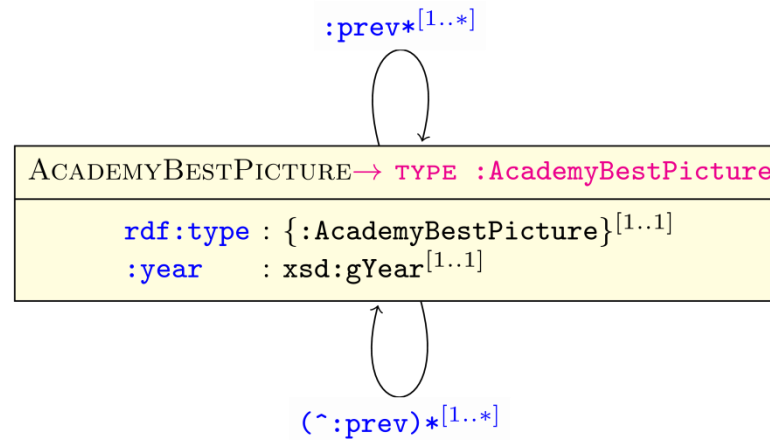 :prev*[1..*]
ACADEMYBESTPICTURE→ TYPE :AcademyBestPicture
rdf:type : {:AcademyBestPicture}[1..1]
:year : xsd:gYear[1..1]
(^:prev)*[1..*]